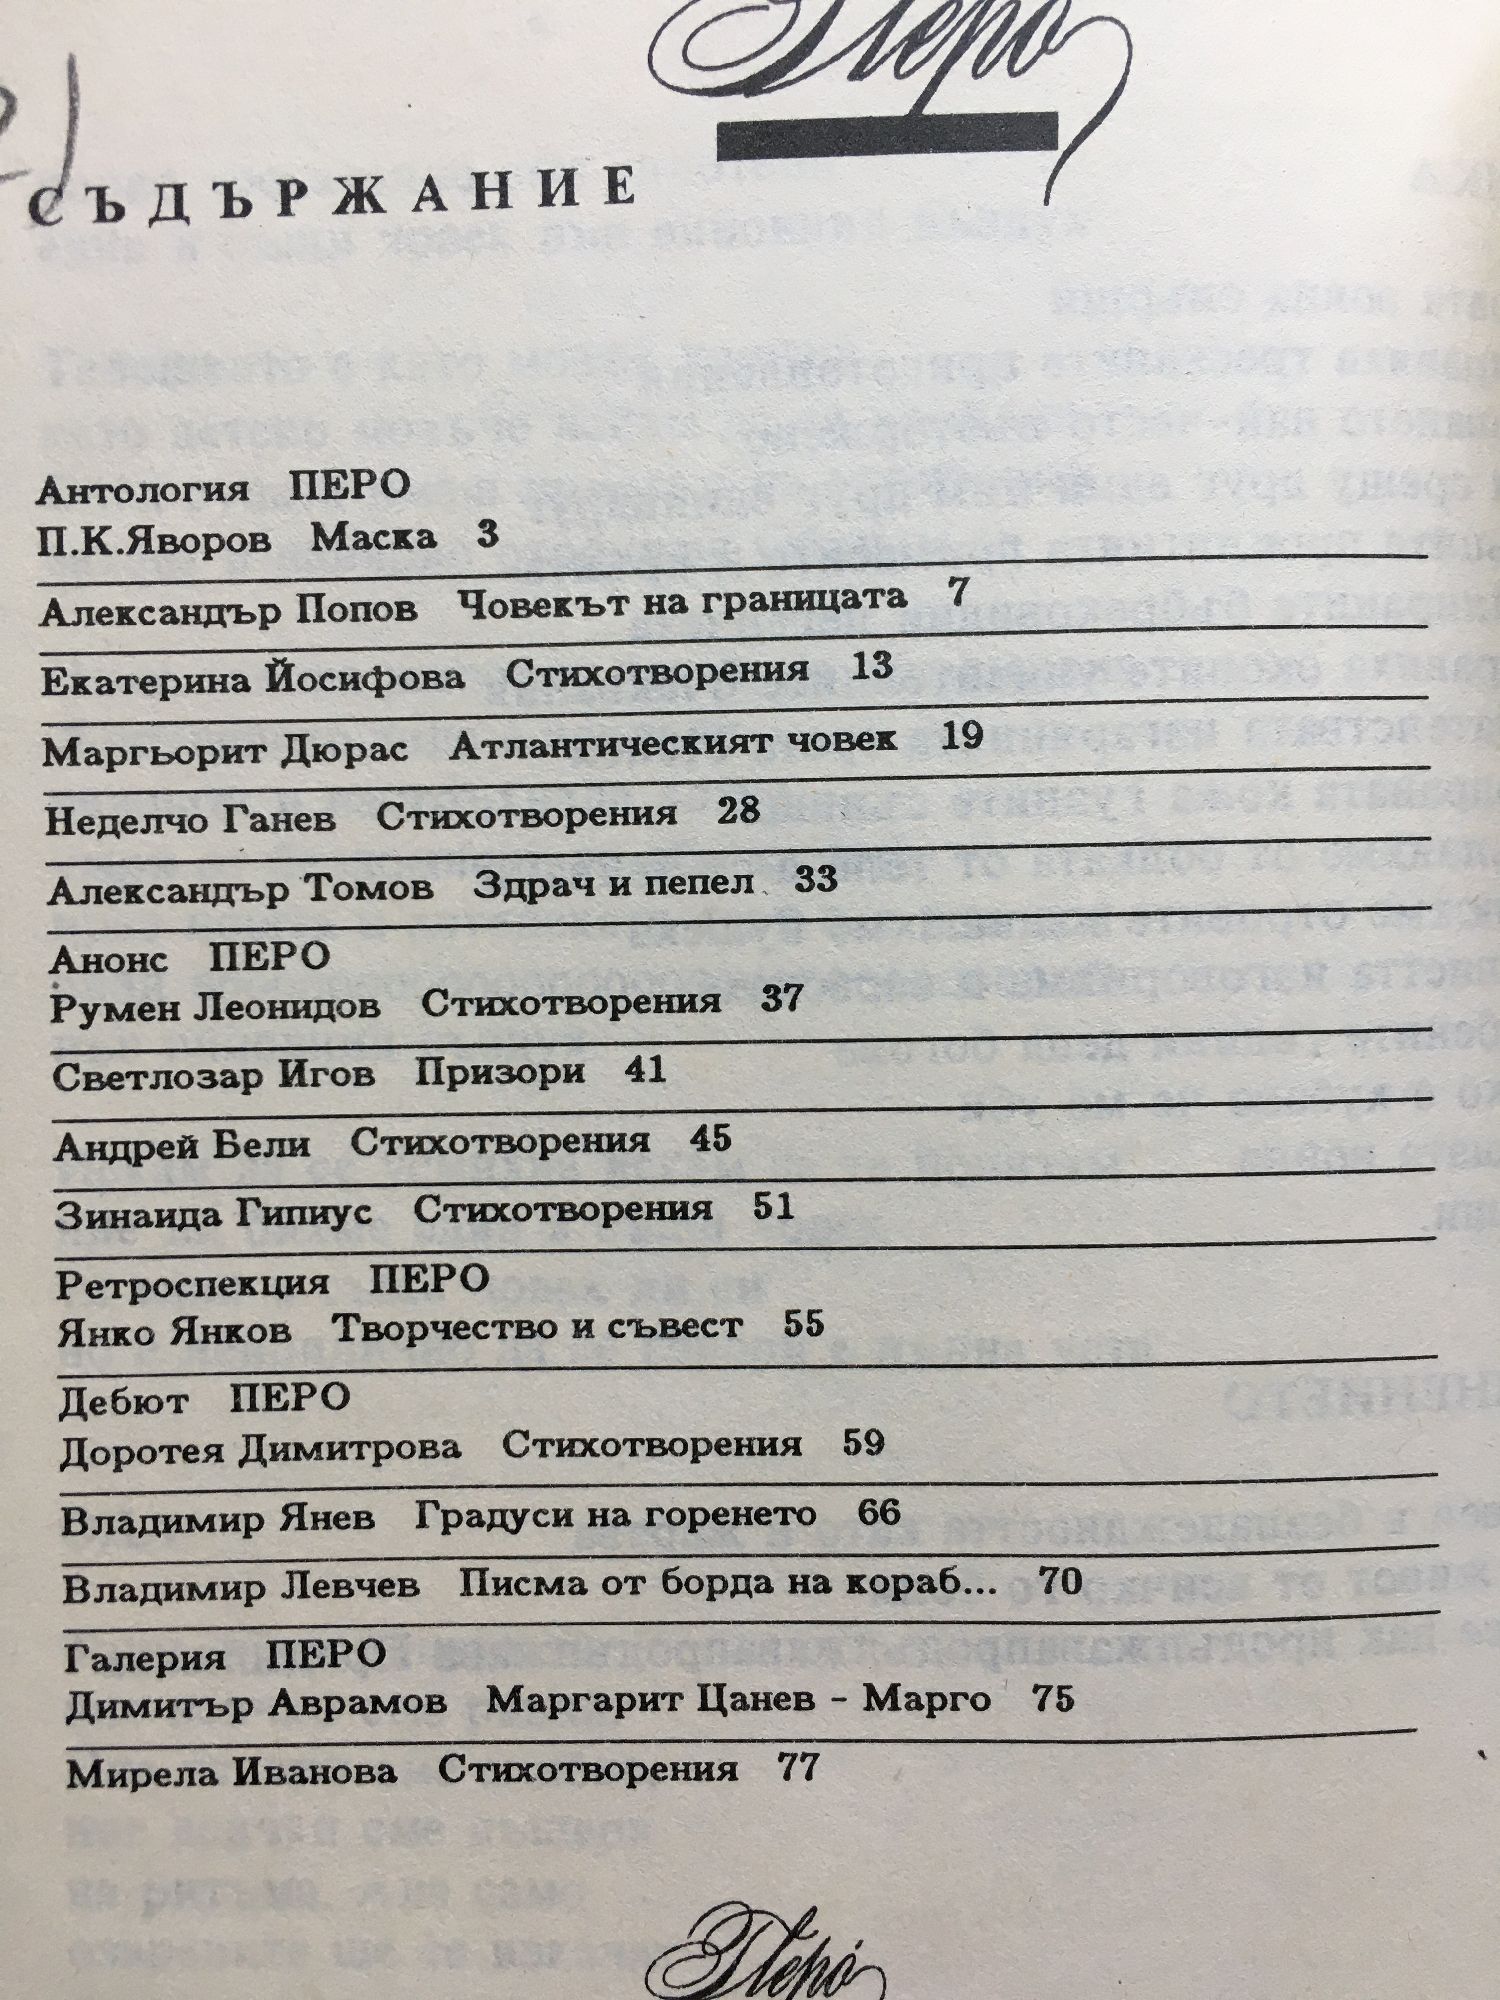 Перо
СЪДЪРЖАНИЕ
Антология ПЕРО
П.К.Яворов Маска 3
Александър Попов Човекът на границата 7
Екатерина Йосифова Стихотворения 13
Маргьорит Дюрас Атлантическият човек 19
Неделчо Ганев Стихотворения 28
Александър Томов Здрач и пепел 33
Анонс ПЕРО
Румен Леонидов Стихотворения 37
Светлозар Игов Призори 41
Андрей Бели Стихотворения 45
Зинаида Гипиус Стихотворения 51
Ретроспекция ПЕРО
Янко Янков Творчество и съвест 55
Дебют ПЕРО
Доротея Димитрова Стихотворения 59
Владимир Янев Градуси на горенето 66
Владимир Левчев Писма от борда на кораб... 70
Галерия ПЕРО
Димитър Аврамов Маргарит Цанев - Марго 75
Мирела Иванова Стихотворения 77
Перо